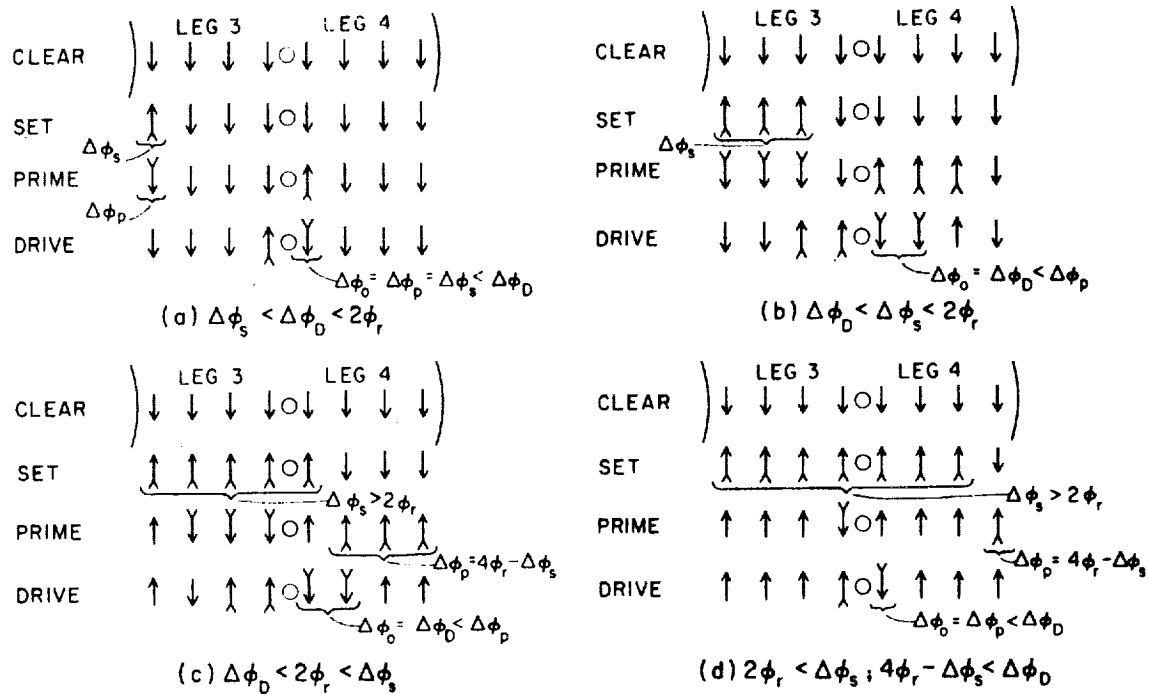 LEG 3 LEG 4
CLEAR
SET
Δϕs
PRIME
Δϕp
DRIVE
Δϕo = Δϕp = Δϕs < ΔϕD
(a) Δϕs < ΔϕD < 2ϕr
LEG 3 LEG 4
CLEAR
SET
Δϕs
PRIME
DRIVE
Δϕo = ΔϕD < Δϕp
(b) ΔϕD < Δϕs < 2ϕr
LEG 3 LEG 4
CLEAR
SET
Δϕs > 2ϕr
PRIME
Δϕp = 4ϕr - Δϕs
DRIVE
Δϕo = ΔϕD < Δϕp
(c) ΔϕD < 2ϕr < Δϕs
LEG 3 LEG 4
CLEAR
SET
Δϕs > 2ϕr
PRIME
Δϕp = 4ϕr - Δϕs
DRIVE
Δϕo = Δϕp < ΔϕD
(d) 2ϕr < Δϕs ; 4ϕr - Δϕs < ΔϕD